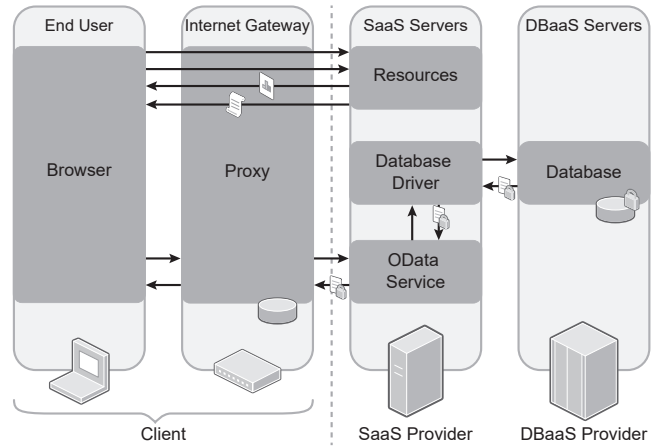 End User
Internet Gateway
SaaS Servers
DBaaS Servers
Resources
Browser
Proxy
Database
Driver
Database
OData
Service
Client
SaaS Provider
DBaaS Provider